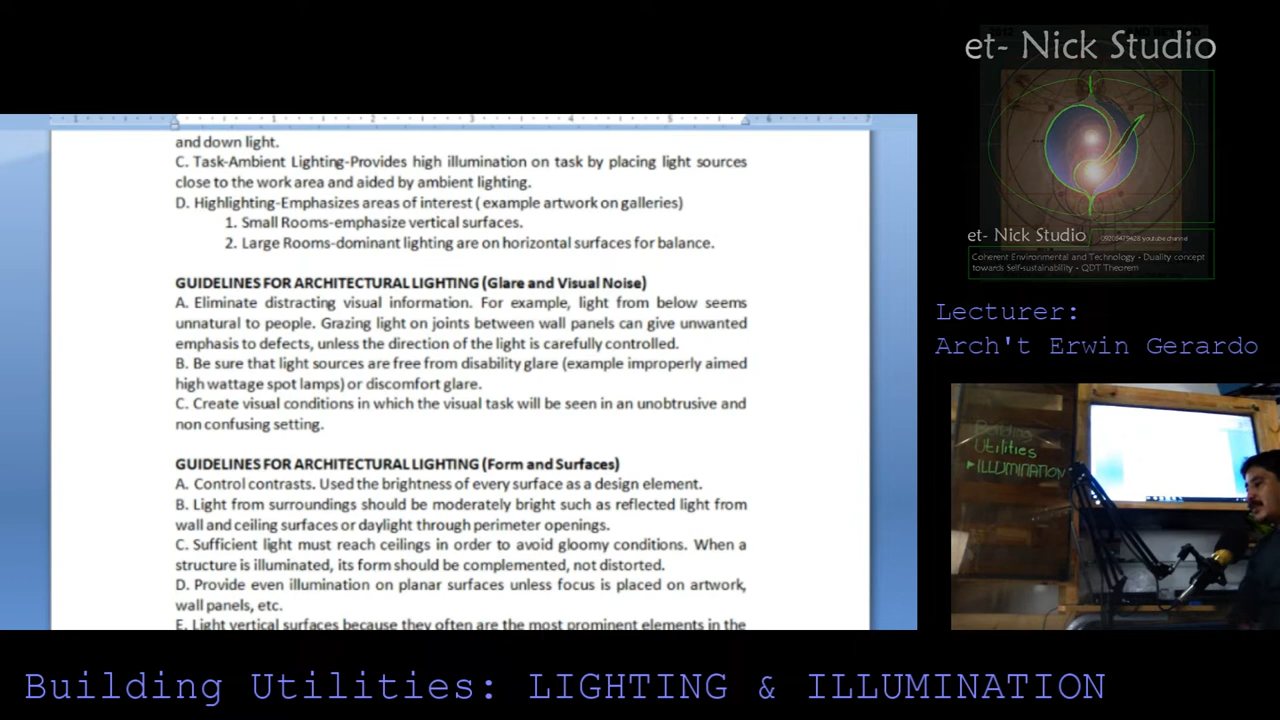 et- Nick Studio
and down light.
C. Task-Ambient Lighting-Provides high illumination on task by placing light sources
close to the work area and aided by ambient lighting.
D. Highlighting-Emphasizes areas of interest ( example artwork on galleries)
1. Small Rooms-emphasize vertical surfaces.
2. Large Rooms-dominant lighting are on horizontal surfaces for balance.
GUIDELINES FOR ARCHITECTURAL LIGHTING (Glare and Visual Noise)
A. Eliminate distracting visual information. For example, light from below seems
unnatural to people. Grazing light on joints between wall panels can give unwanted
emphasis to defects, unless the direction of the light is carefully controlled.
B. Be sure that light sources are free from disability glare (example improperly aimed
high wattage spot lamps) or discomfort glare.
C. Create visual conditions in which the visual task will be seen in an unobtrusive and
non confusing setting.
GUIDELINES FOR ARCHITECTURAL LIGHTING (Form and Surfaces)
A. Control contrasts. Used the brightness of every surface as a design element.
B. Light from surroundings should be moderately bright such as reflected light from
wall and ceiling surfaces or daylight through perimeter openings.
C. Sufficient light must reach ceilings in order to avoid gloomy conditions. When a
structure is illuminated, its form should be complemented, not distorted.
D. Provide even illumination on planar surfaces unless focus is placed on artwork,
wall panels, etc.
E. Light vertical surfaces because they often are the most prominent elements in the
et- Nick Studio
youtube channel
Coherent Environmental and Technology - Duality concept
towards Self-sustainability - QDT Theorem
Lecturer:
Arch't Erwin Gerardo
Building
Utilities
▸ILLUMINATION
Building Utilities: LIGHTING & ILLUMINATION